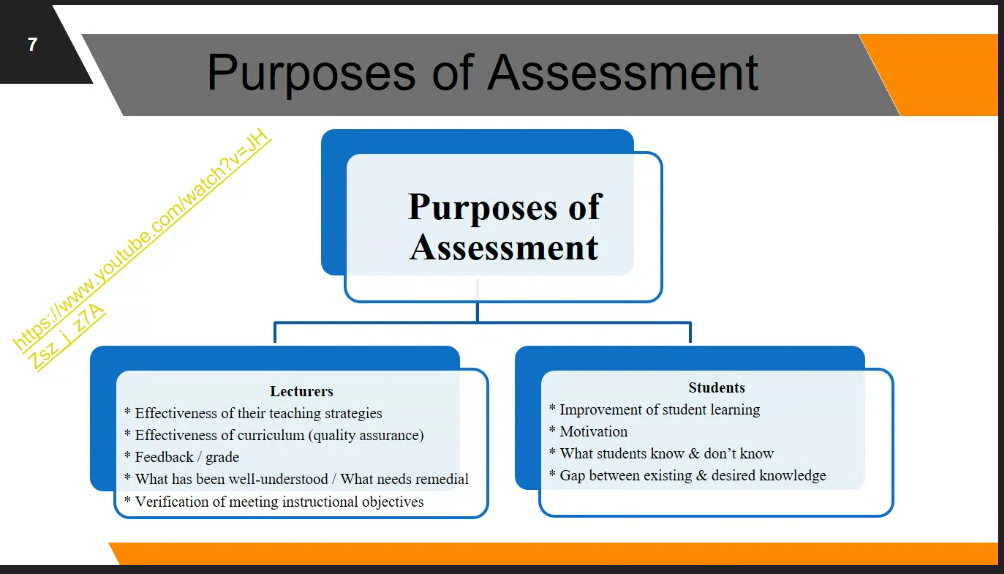 7
Purposes of Assessment
https://www.youtube.com/watch?v=JH
Zsz_j_z7A
Purposes of
Assessment
Lecturers
* Effectiveness of their teaching strategies
* Effectiveness of curriculum (quality assurance)
* Feedback / grade
* What has been well-understood / What needs remedial
* Verification of meeting instructional objectives
Students
* Improvement of student learning
* Motivation
* What students know & don’t know
* Gap between existing & desired knowledge